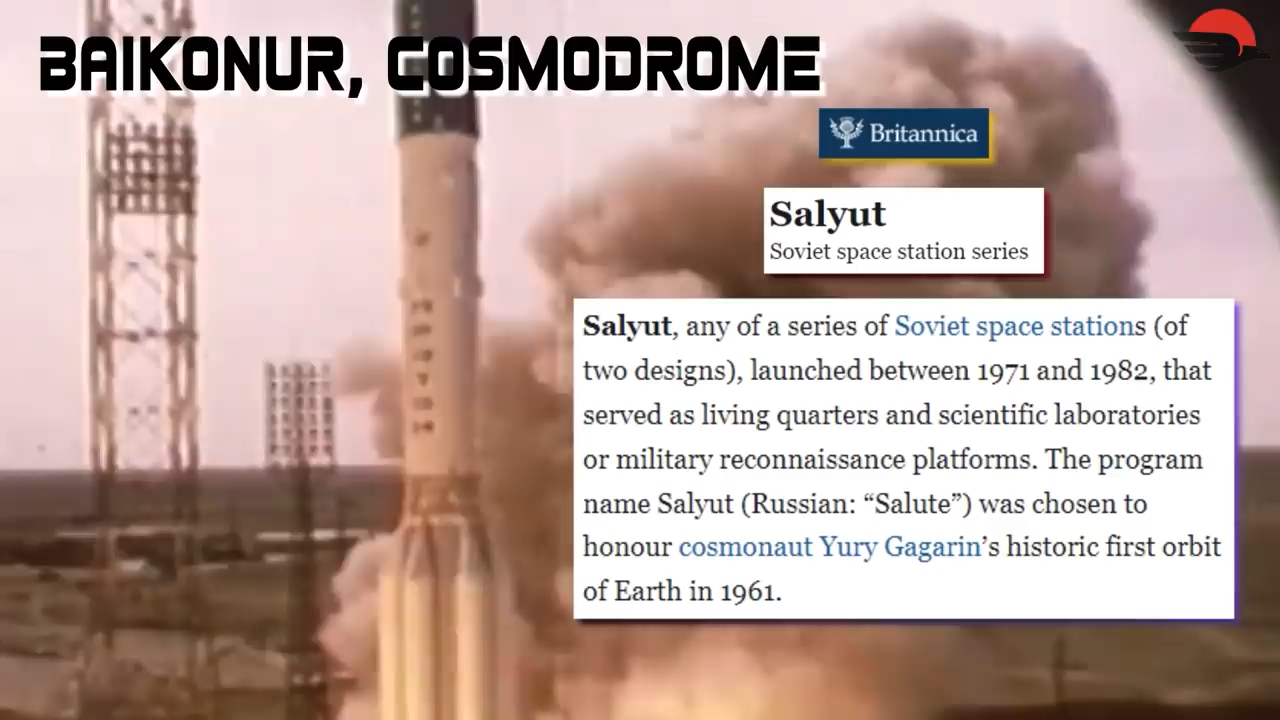 BAIKONUR, COSMODROME
Britannica
Salyut
Soviet space station series
Salyut, any of a series of Soviet space stations (of
two designs), launched between 1971 and 1982, that
served as living quarters and scientific laboratories
or military reconnaissance platforms. The program
name Salyut (Russian: “Salute”) was chosen to
honour cosmonaut Yury Gagarin’s historic first orbit
of Earth in 1961.